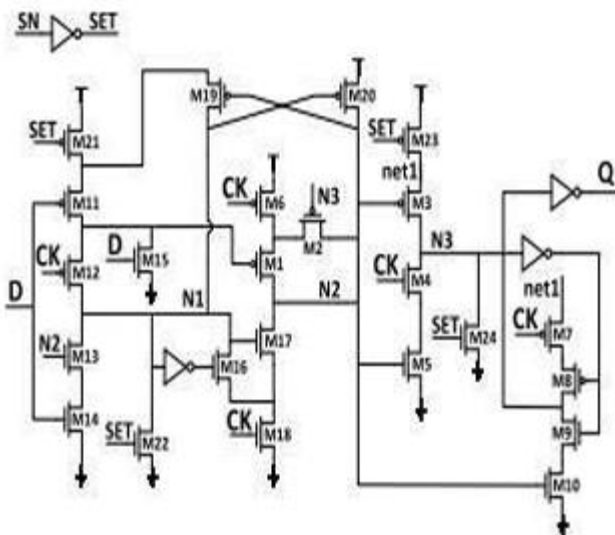 SN SET
M19 M20
SET M21 SET M23
CK M6 N3 net1
M11 M3
M2
D M15 M1 N3
CK M12 CK M4 net1
D N1 N2 CK M7
N2 M13 M17 SET M24
M16 M5 M8
M14 M9
SET M22 CK M18
M10
Q